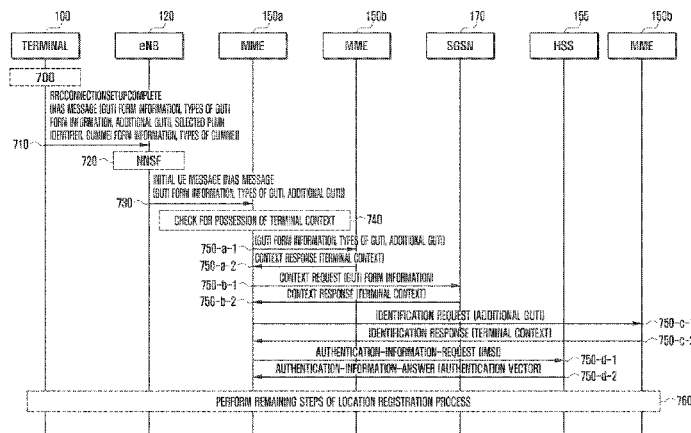 100
120
150a
150b
170
155
150b
TERMINAL
eNB
MME
MME
SGSN
HSS
MME
700
RRCCONNECTIONSETUPCOMPLETE
(NAS MESSAGE (GUTI FORM INFORMATION, TYPES OF GUTI
FORM INFORMATION, ADDITIONAL GUTI), SELECTED PLMN
IDENTIFIER, GUMMEI FORM INFORMATION, TYPES OF GUMMEI)
710
720
NNSF
INITIAL UE MESSAGE (NAS MESSAGE
(GUTI FORM INFORMATION, TYPES OF GUTI, ADDITIONAL GUTI))
730
CHECK FOR POSSESSION OF TERMINAL CONTEXT
740
(GUTI FORM INFORMATION, TYPES OF GUTI, ADDITIONAL GUTI)
750-a-1
CONTEXT RESPONSE (TERMINAL CONTEXT)
750-a-2
CONTEXT REQUEST (GUTI FORM INFORMATION)
750-b-1
CONTEXT RESPONSE (TERMINAL CONTEXT)
750-b-2
IDENTIFICATION REQUEST (ADDITIONAL GUTI)
750-c-1
IDENTIFICATION RESPONSE (TERMINAL CONTEXT)
750-c-2
AUTHENTICATION-INFORMATION-REQUEST (IMSI)
750-d-1
AUTHENTICATION-INFORMATION-ANSWER (AUTHENTICATION VECTOR)
750-d-2
PERFORM REMAINING STEPS OF LOCATION REGISTRATION PROCESS
760